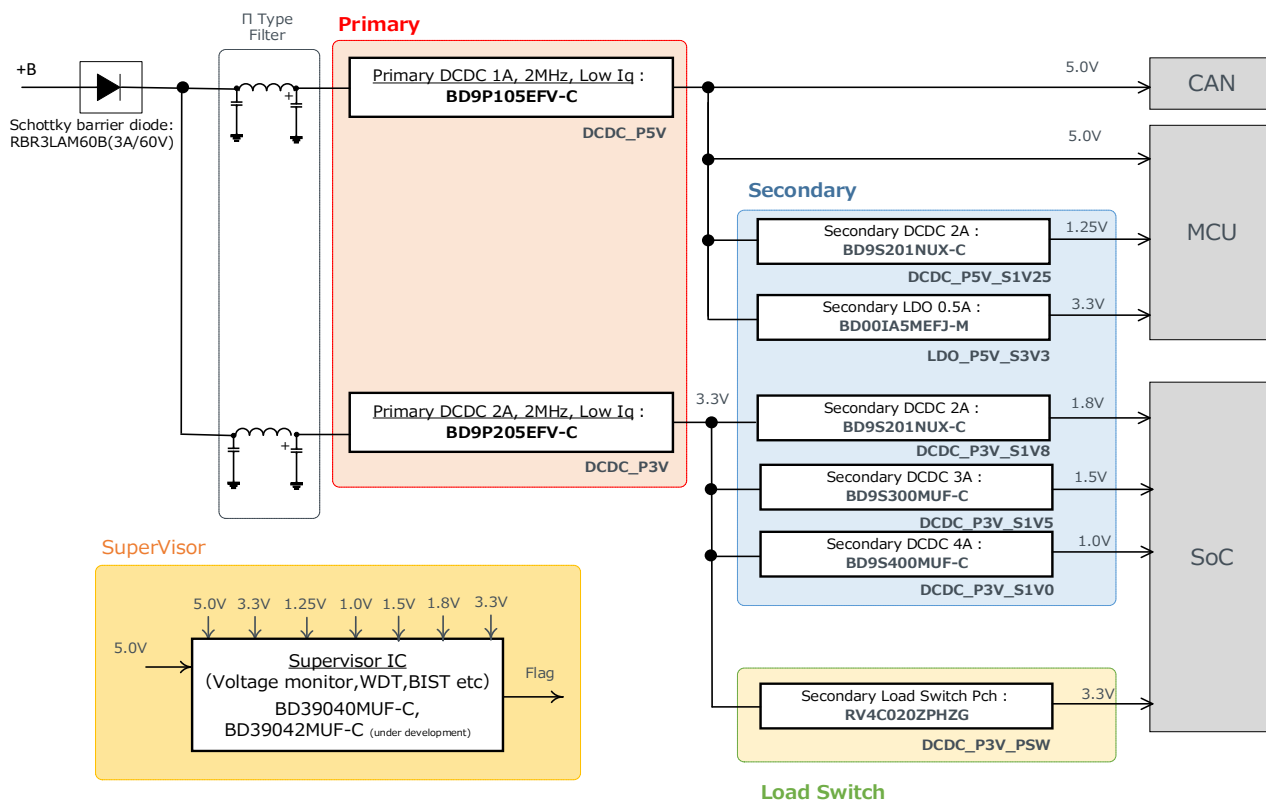 Π Type
Filter
Primary
+B
Schottky barrier diode:
RBR3LAM60B(3A/60V)
+
Primary DCDC 1A, 2MHz, Low Iq :
BD9P105EFV-C
DCDC_P5V
5.0V
CAN
5.0V
MCU
Secondary
Secondary DCDC 2A :
BD9S201NUX-C
DCDC_P5V_S1V25
1.25V
Secondary LDO 0.5A :
BD00IA5MEFJ-M
LDO_P5V_S3V3
3.3V
+
Primary DCDC 2A, 2MHz, Low Iq :
BD9P205EFV-C
DCDC_P3V
3.3V
Secondary DCDC 2A :
BD9S201NUX-C
DCDC_P3V_S1V8
1.8V
Secondary DCDC 3A :
BD9S300MUF-C
DCDC_P3V_S1V5
1.5V
Secondary DCDC 4A :
BD9S400MUF-C
DCDC_P3V_S1V0
1.0V
SoC
Secondary Load Switch Pch :
RV4C020ZPHZG
DCDC_P3V_PSW
3.3V
Load Switch
SuperVisor
5.0V 3.3V 1.25V 1.0V 1.5V 1.8V 3.3V
5.0V
Supervisor IC
(Voltage monitor,WDT,BIST etc)
BD39040MUF-C,
BD39042MUF-C (under development)
Flag